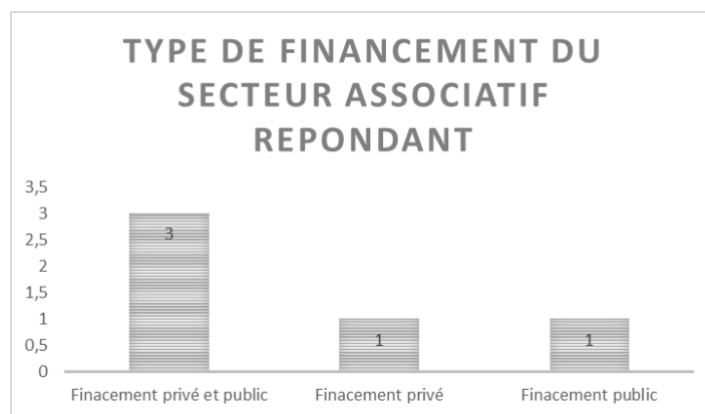 TYPE DE FINANCEMENT DU
SECTEUR ASSOCIATIF
REPONDANT
3,5
3
2,5
2
1,5
1
0,5
0
3
1
1
Finacement privé et public
Finacement privé
Finacement public